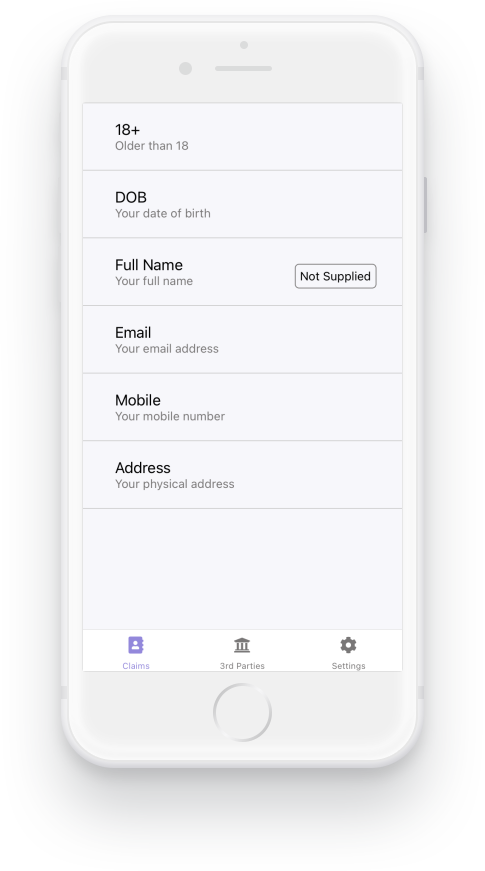 18+
Older than 18
DOB
Your date of birth
Full Name
Your full name
Not Supplied
Email
Your email address
Mobile
Your mobile number
Address
Your physical address
Claims
3rd Parties
Settings